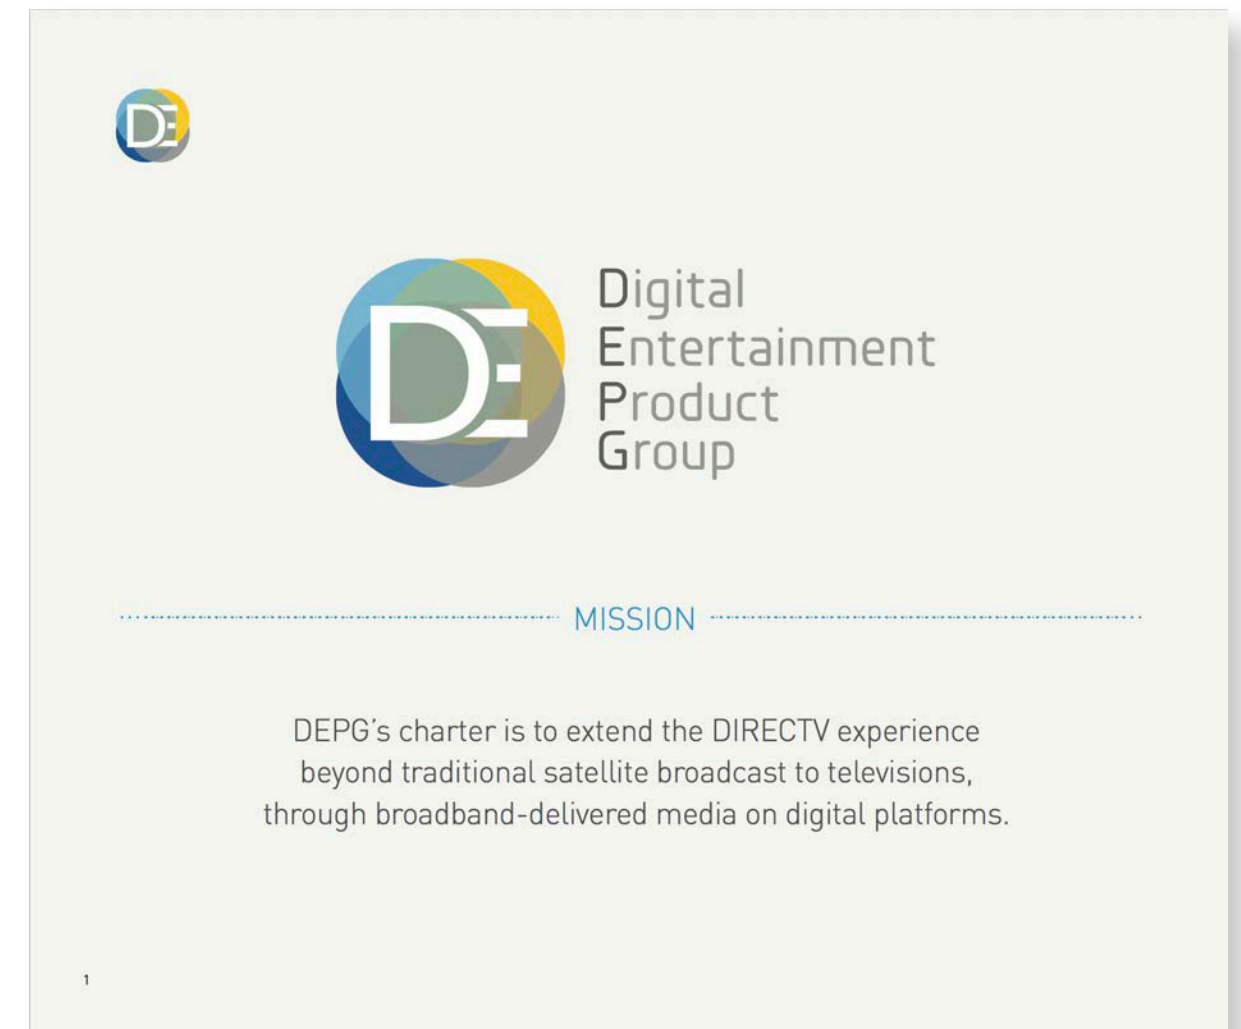 DE
DE
Digital
Entertainment
Product
Group
MISSION
DEPG’s charter is to extend the DIRECTV experience
beyond traditional satellite broadcast to televisions,
through broadband-delivered media on digital platforms.
1